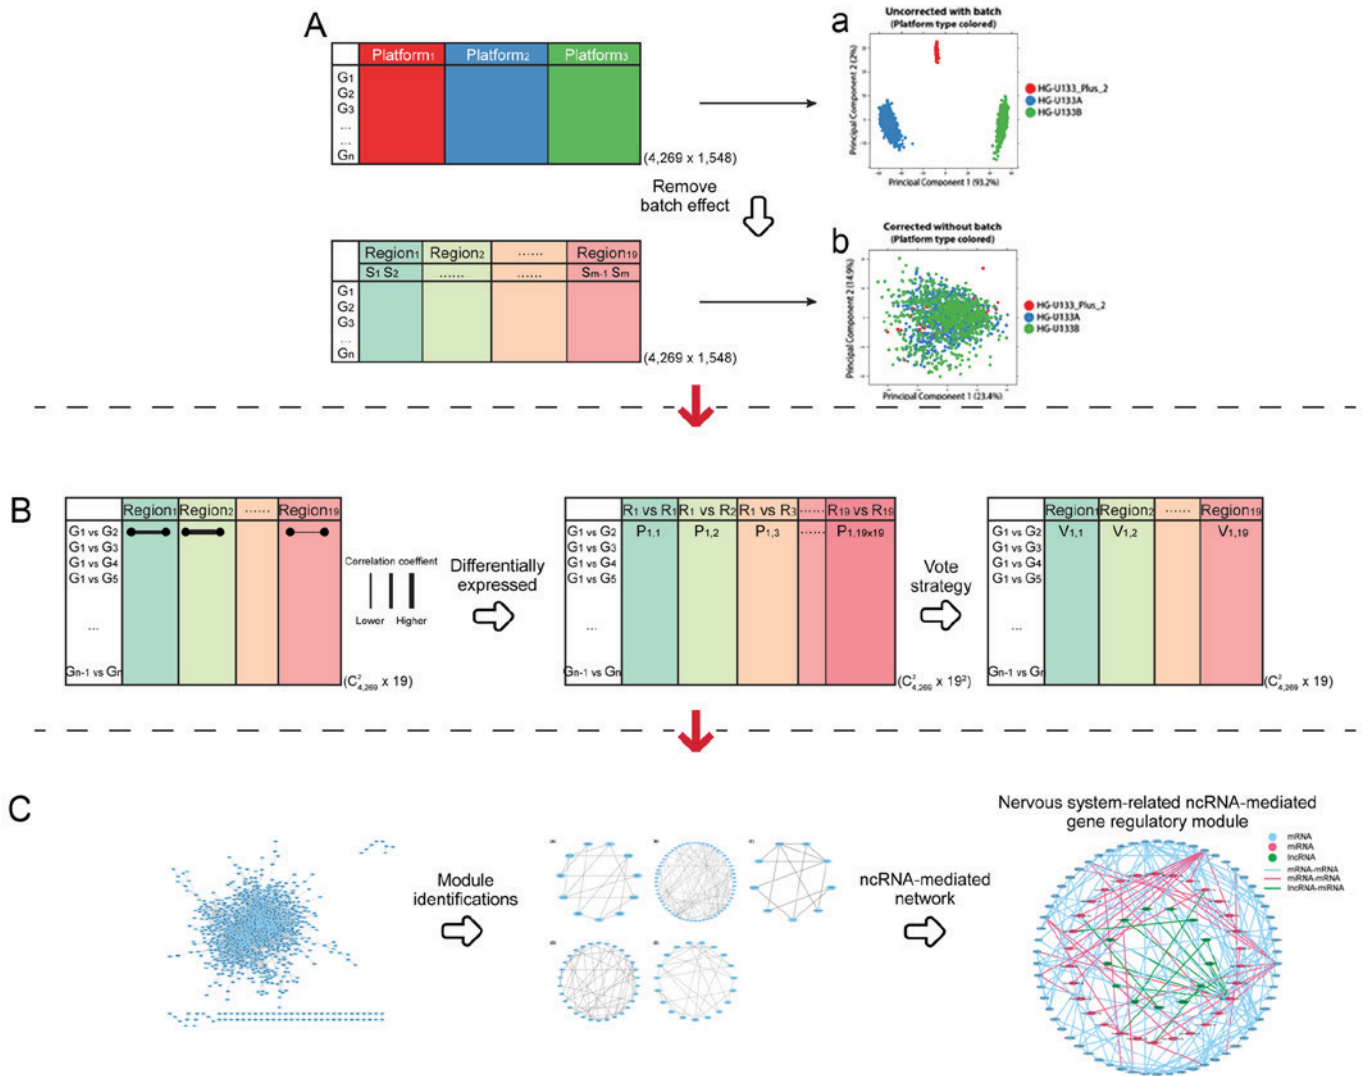 A
Platform1 Platform2 Platform3
G1
G2
G3
...
...
Gn
(4,269 x 1,548)
a
Uncorrected with batch
(Platform type colored)
Principal Component 2 (2%)
Principal Component 1 (93.2%)
HG-U133_Plus_2
HG-U133A
HG-U133B
Remove
batch effect
Region1 Region2 ...... Region19
S1 S2 ...... ...... Sm-1 Sm
G1
G2
G3
...
Gn
(4,269 x 1,548)
b
Corrected without batch
(Platform type colored)
Principal Component 2 (14.9%)
Principal Component 1 (23.4%)
HG-U133_Plus_2
HG-U133A
HG-U133B
B
Region1 Region2 ...... Region19
G1 vs G2
G1 vs G3
G1 vs G4
G1 vs G5
...
Gn-1 vs Gn
(C²4,269 x 19)
Correlation coeffient
Lower Higher
Differentially
expressed
R1 vs R1 R1 vs R2 R1 vs R3 ...... R19 vs R19
G1 vs G2 P1,1 P1,2 P1,3 ...... P1,19x19
G1 vs G3
G1 vs G4
G1 vs G5
...
Gn-1 vs Gn
(C²4,269 x 19²)
Vote
strategy
Region1 Region2 ...... Region19
G1 vs G2 V1,1 V1,2 V1,19
G1 vs G3
G1 vs G4
G1 vs G5
...
Gn-1 vs Gn
(C²4,269 x 19)
C
Module
identifications
ncRNA-mediated
network
Nervous system-related ncRNA-mediated
gene regulatory module
mRNA
miRNA
lncRNA
mRNA-mRNA
miRNA-mRNA
lncRNA-miRNA